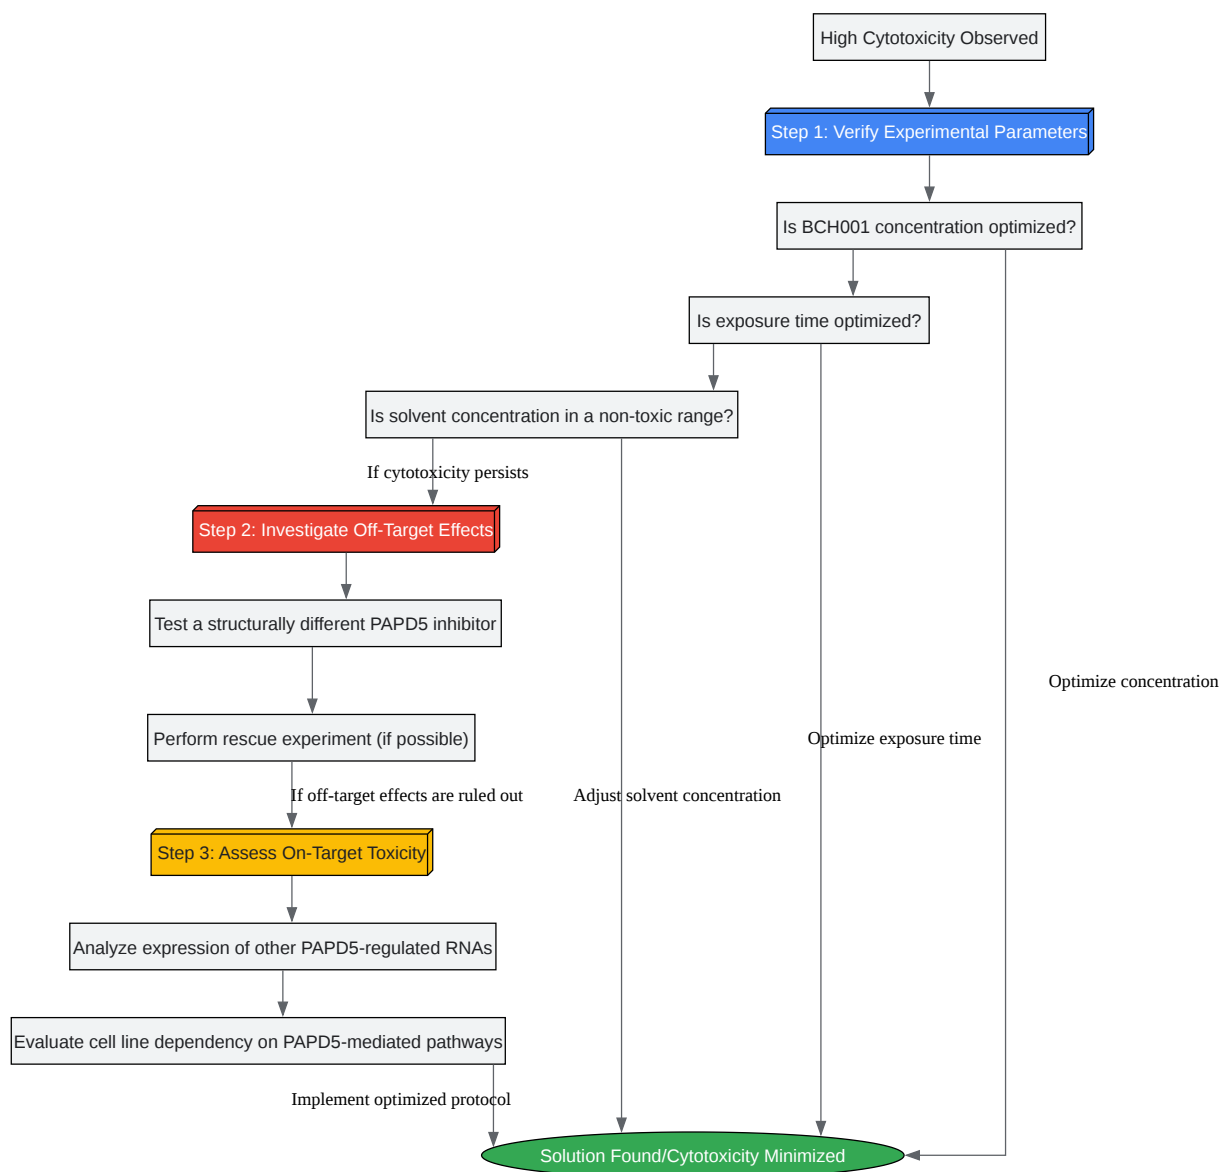 High Cytotoxicity Observed
Step 1: Verify Experimental Parameters
Is BCH001 concentration optimized?
Is exposure time optimized?
Is solvent concentration in a non-toxic range?
If cytotoxicity persists
Step 2: Investigate Off-Target Effects
Test a structurally different PAPD5 inhibitor
Optimize concentration
Perform rescue experiment (if possible)
Optimize exposure time
If off-target effects are ruled out
Adjust solvent concentration
Step 3: Assess On-Target Toxicity
Analyze expression of other PAPD5-regulated RNAs
Evaluate cell line dependency on PAPD5-mediated pathways
Implement optimized protocol
Solution Found/Cytotoxicity Minimized